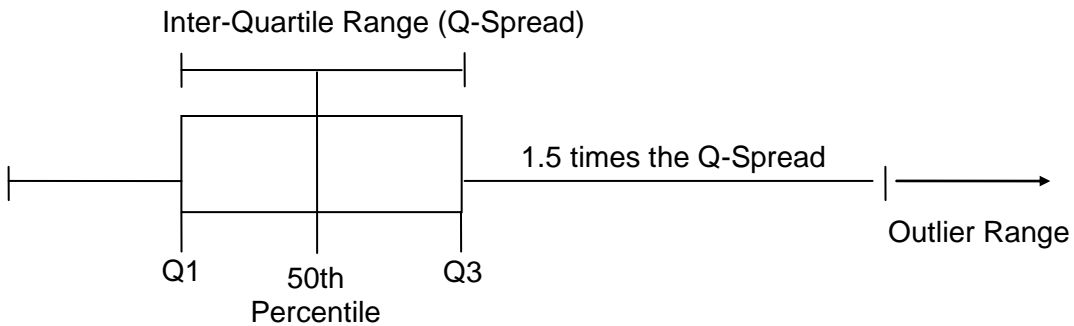 Inter-Quartile Range (Q-Spread)
1.5 times the Q-Spread
Outlier Range
Q1
50th
Percentile
Q3